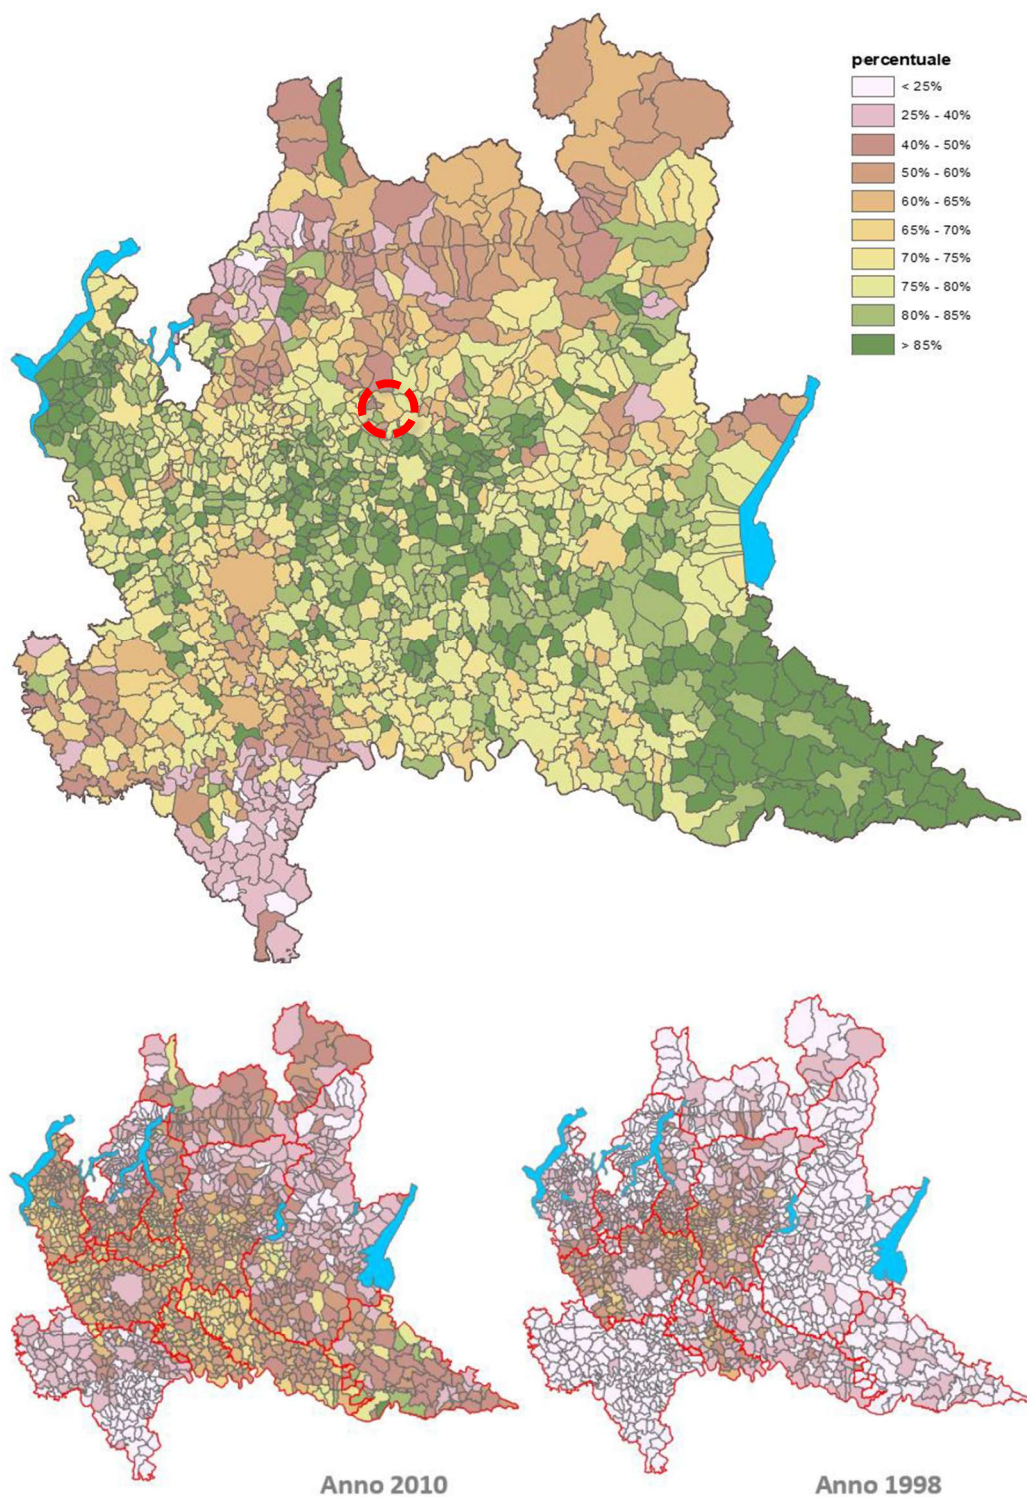 percentuale
< 25%
25% - 40%
40% - 50%
50% - 60%
60% - 65%
65% - 70%
70% - 75%
75% - 80%
80% - 85%
> 85%
Anno 2010
Anno 1998